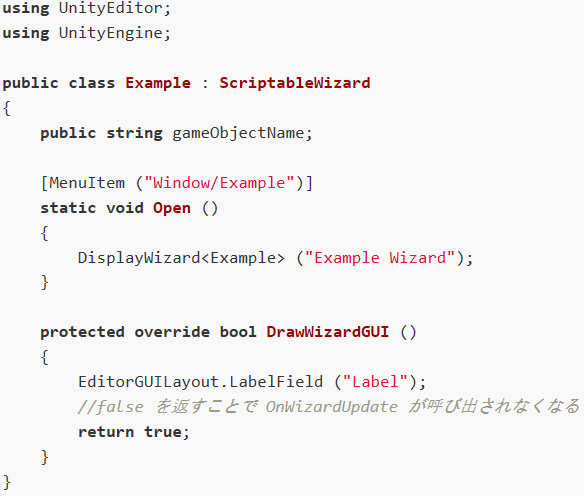 using UnityEditor;
using UnityEngine;

public class Example : ScriptableWizard
{
    public string gameObjectName;

    [MenuItem ("Window/Example")]
    static void Open ()
    {
        DisplayWizard<Example> ("Example Wizard");
    }

    protected override bool DrawWizardGUI ()
    {
        EditorGUILayout.LabelField ("Label");
        //false を返すことで OnWizardUpdate が呼び出されなくなる
        return true;
    }
}